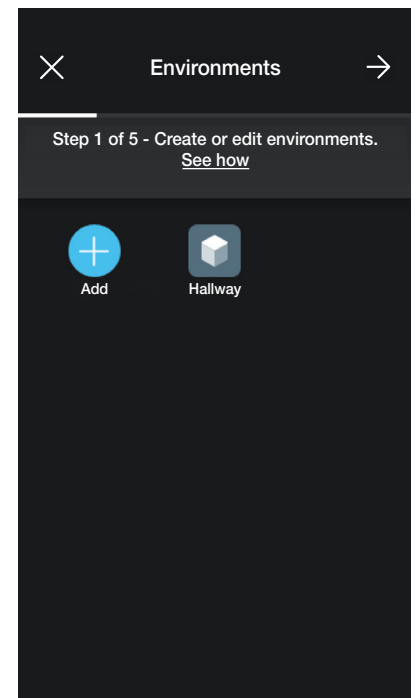 Environments
Step 1 of 5 - Create or edit environments.
See how
Add
Hallway